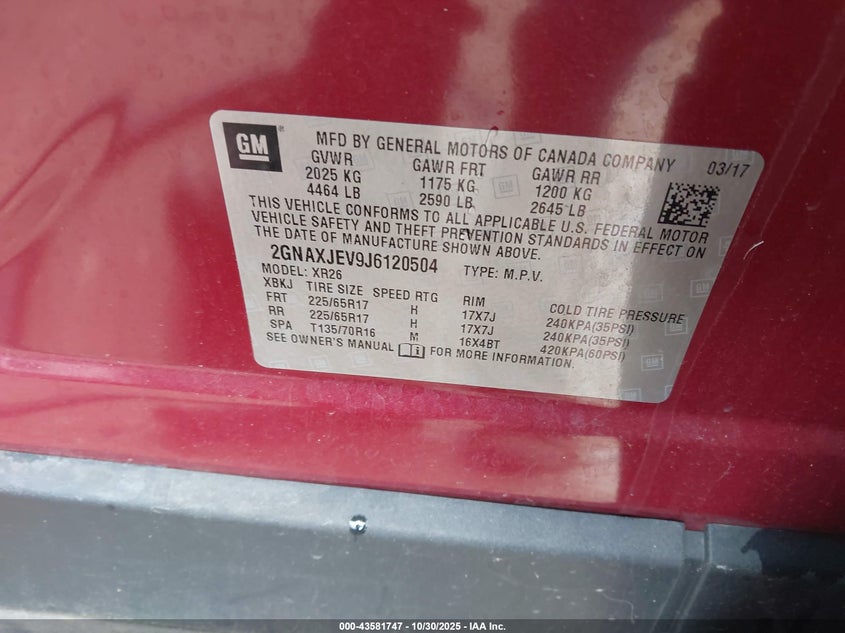 GM
MFD BY GENERAL MOTORS OF CANADA COMPANY 03/17
GVWR GAWR FRT GAWR RR
2025 KG 1175 KG 1200 KG
4464 LB 2590 LB 2645 LB
THIS VEHICLE CONFORMS TO ALL APPLICABLE U.S. FEDERAL MOTOR
VEHICLE SAFETY AND THEFT PREVENTION STANDARDS IN EFFECT ON
THE DATE OF MANUFACTURE SHOWN ABOVE.
2GNAXJEV9J6120504 TYPE: M.P.V.
MODEL: XR26
XBKJ TIRE SIZE SPEED RTG RIM COLD TIRE PRESSURE
FRT 225/65R17 H 17X7J 240KPA(35PSI)
RR 225/65R17 H 17X7J 240KPA(35PSI)
SPA T135/70R16 M 16X4BT 420KPA(60PSI)
SEE OWNER'S MANUAL FOR MORE INFORMATION.
000-43581747 • 10/30/2025 • IAA Inc.